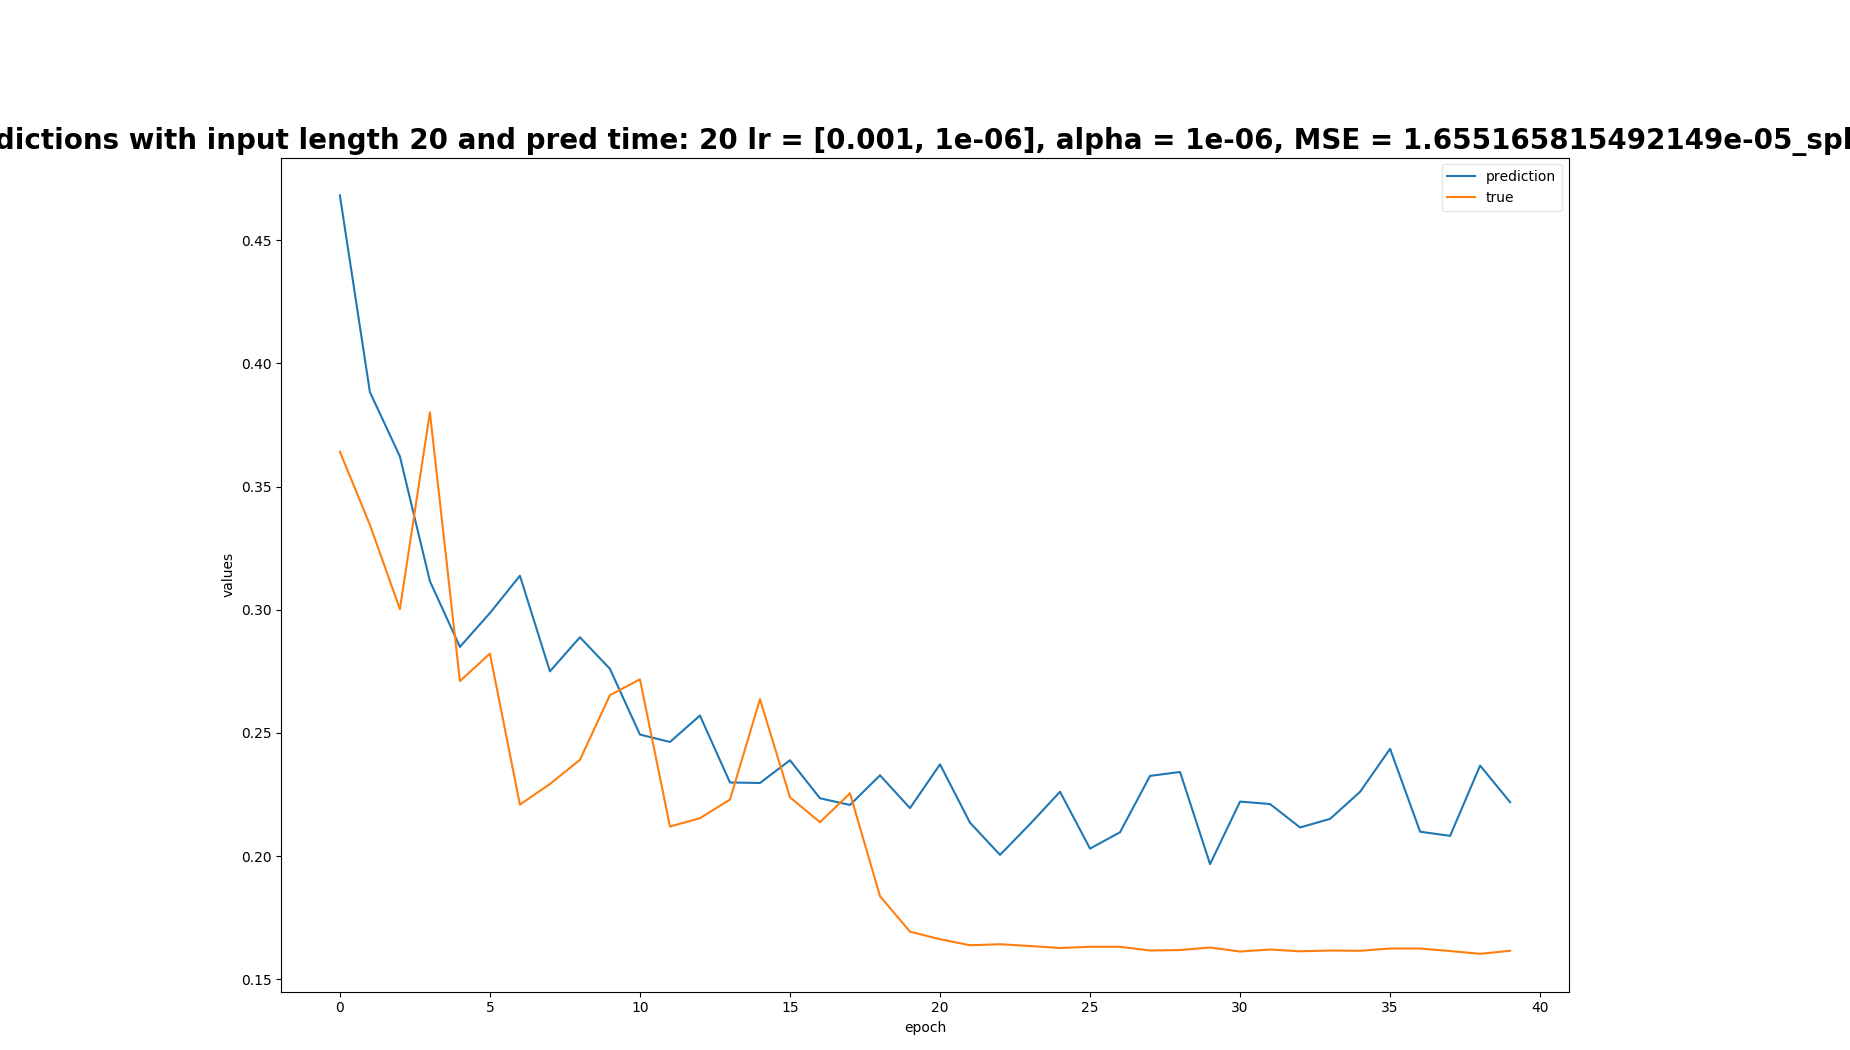 dictions with input length 20 and pred time: 20 lr = [0.001, 1e-06], alpha = 1e-06, MSE = 1.655165815492149e-05_spl
prediction
true
0.45
0.40
0.35
0.30
0.25
0.20
0.15
values
0 5 10 15 20 25 30 35 40
epoch